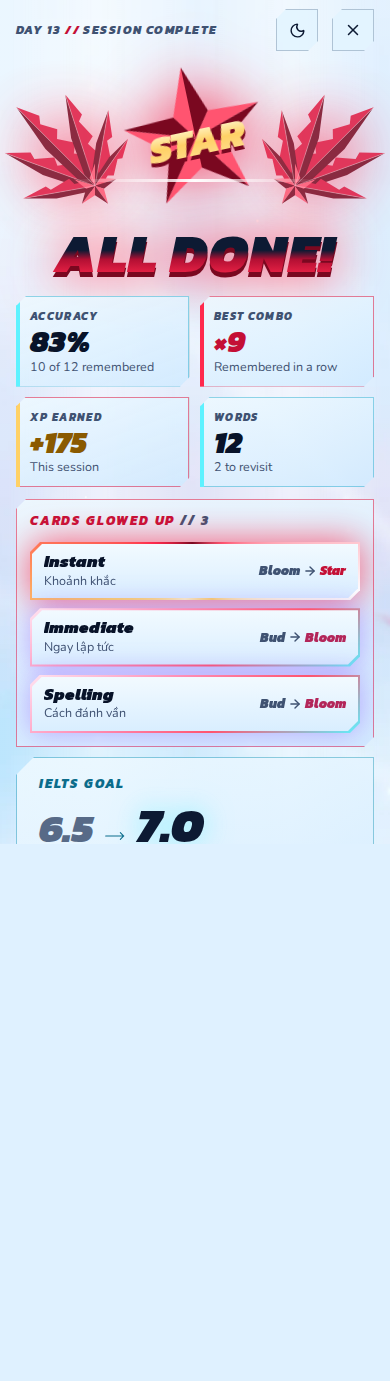 DAY 13 // SESSION COMPLETE
STAR
ALL DONE!
ACCURACY
83%
10 of 12 remembered
BEST COMBO
×9
Remembered in a row
XP EARNED
+175
This session
WORDS
12
2 to revisit
CARDS GLOWED UP // 3
Instant
Khoảnh khắc
Bloom → Star
Immediate
Ngay lập tức
Bud → Bloom
Spelling
Cách đánh vần
Bud → Bloom
IELTS GOAL
6.5 → 7.0